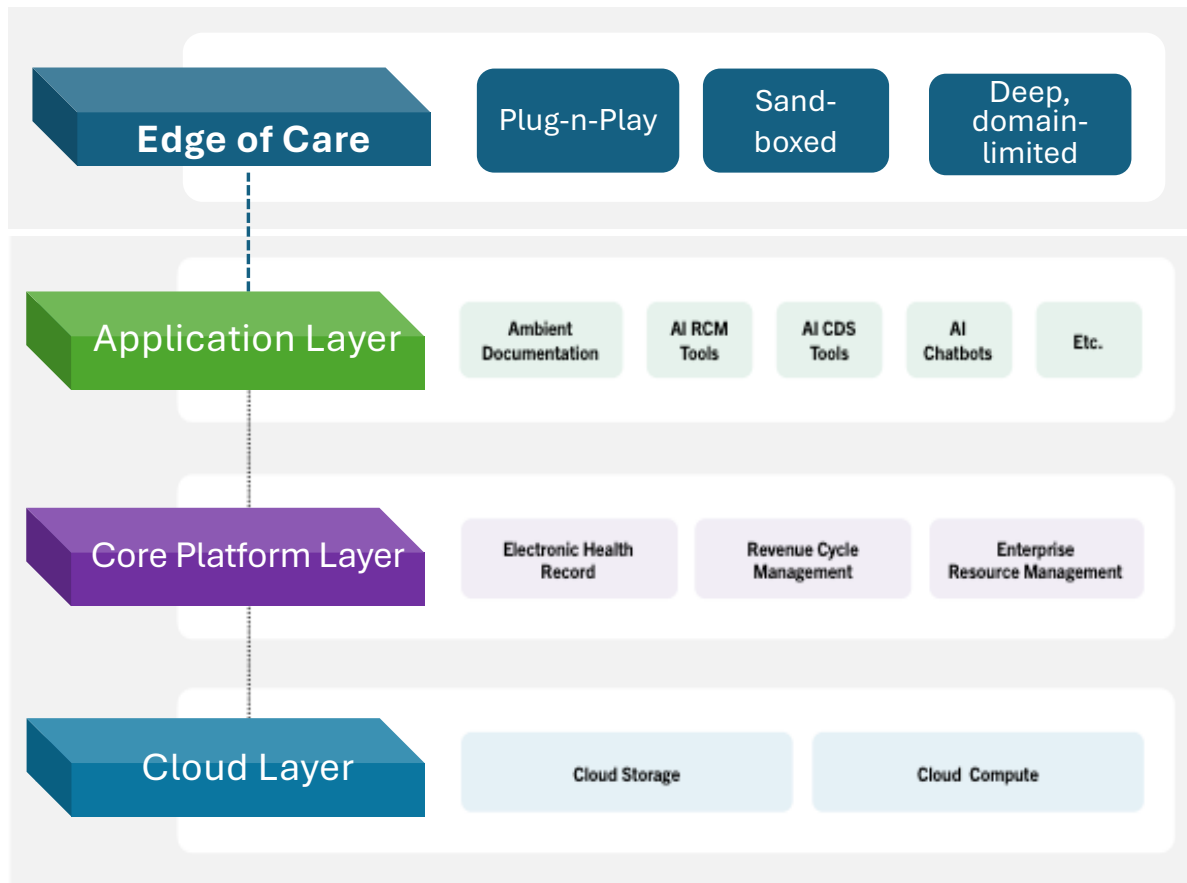 Edge of Care
Plug-n-Play
Sand-
boxed
Deep,
domain-
limited
Application Layer
Ambient
Documentation
AI RCM
Tools
AI CDS
Tools
AI
Chatbots
Etc.
Core Platform Layer
Electronic Health
Record
Revenue Cycle
Management
Enterprise
Resource Management
Cloud Layer
Cloud Storage
Cloud Compute